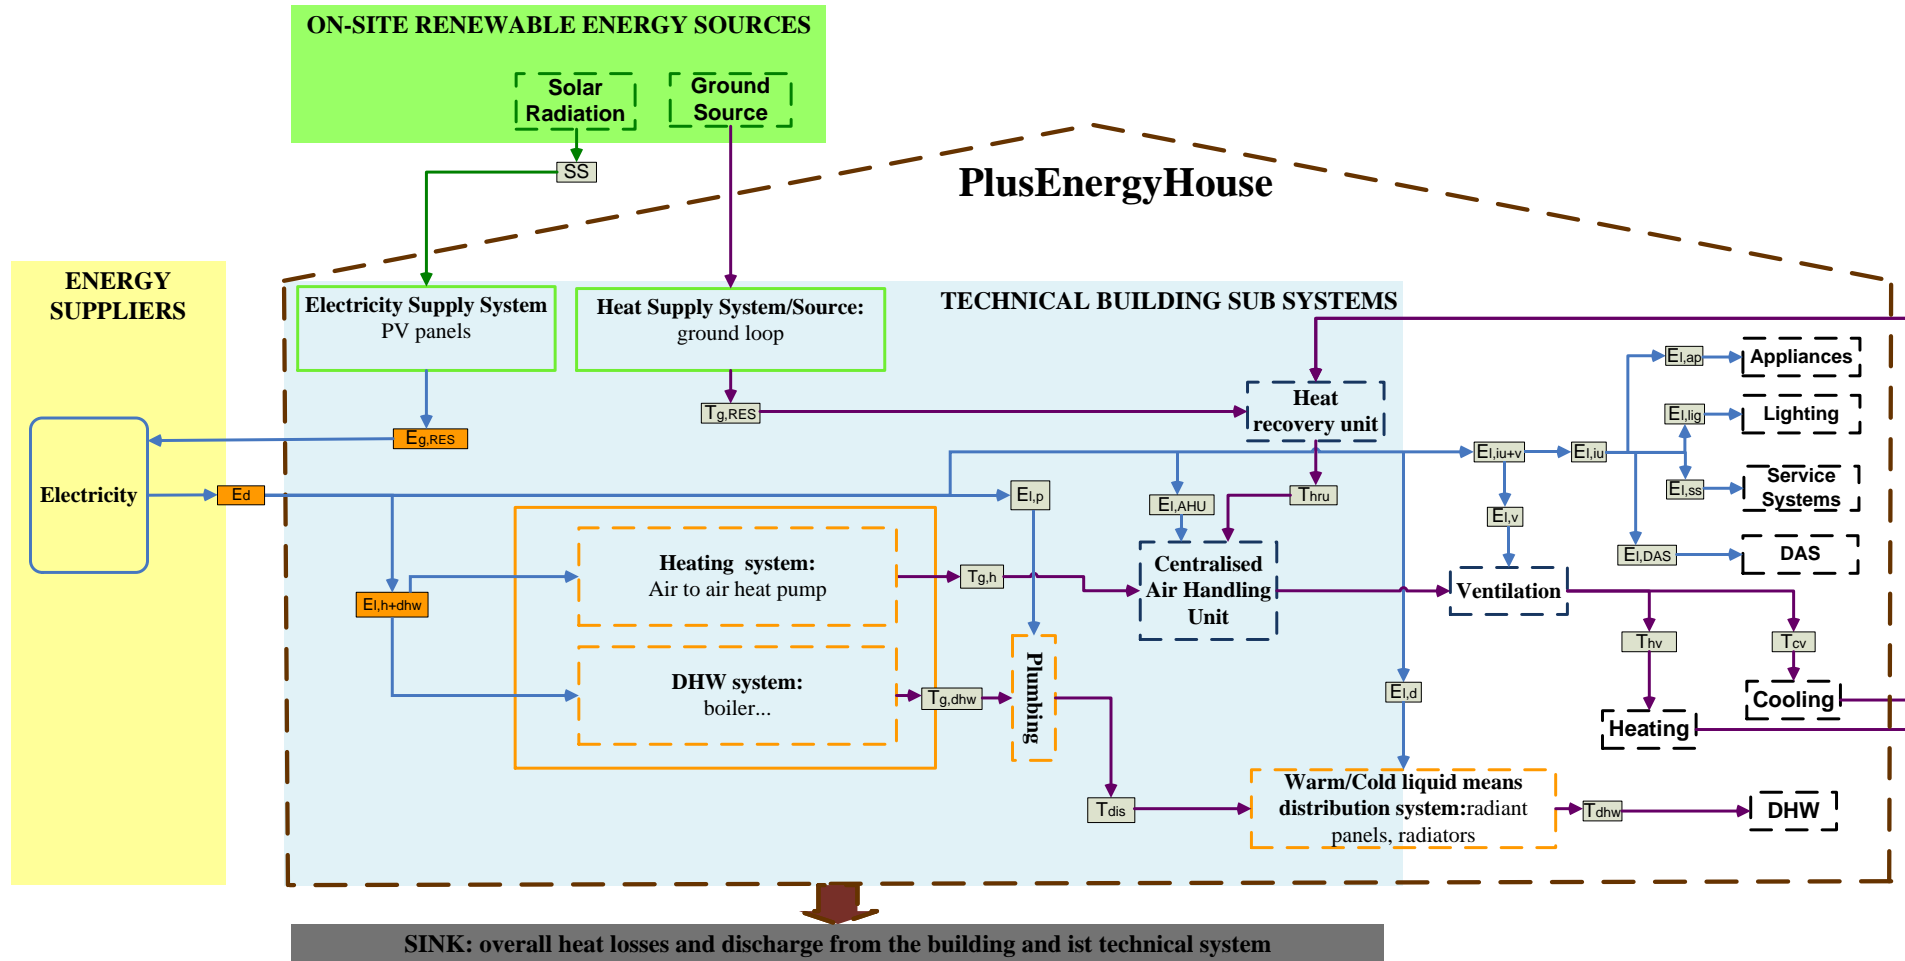 ON-SITE RENEWABLE ENERGY SOURCES
Solar
Radiation
Ground
Source
SS
PlusEnergyHouse
ENERGY
SUPPLIERS
Electricity Supply System
PV panels
Heat Supply System/Source:
ground loop
TECHNICAL BUILDING SUB SYSTEMS
El,ap
Appliances
Tg,RES
Heat
recovery unit
El,lig
Lighting
Eg,RES
El,iu+v
El,iu
Electricity
Ed
El,p
El,AHU
Thru
El,ss
Service
Systems
El,v
Heating system:
Air to air heat pump
Tg,h
Centralised
Air Handling
Unit
Ventilation
El,DAS
DAS
El,h+dhw
Thv
Tcv
DHW system:
boiler...
Tg,dhw
Plumbing
El,d
Cooling
Heating
Tdis
Warm/Cold liquid means
distribution system:radiant
panels, radiators
Tdhw
DHW
SINK: overall heat losses and discharge from the building and ist technical system